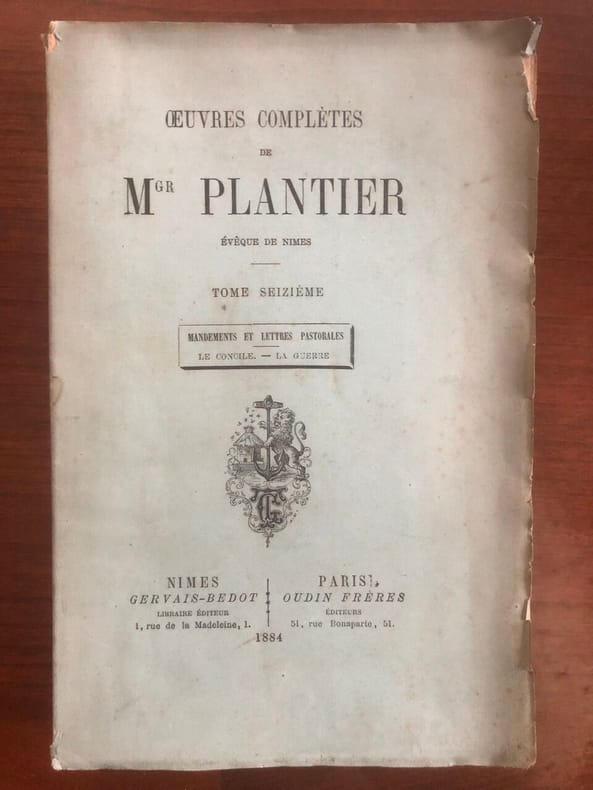 ŒUVRES COMPLÈTES
DE
MGR PLANTIER
ÉVÊQUE DE NIMES
TOME SEIZIÈME
MANDEMENTS ET LETTRES PASTORALES
LE CONCILE. — LA GUERRE
NIMES
GERVAIS-BEDOT
LIBRAIRE ÉDITEUR
1, rue de la Madeleine, 1.
PARIS
OUDIN FRÈRES
ÉDITEURS
51, rue Bonaparte, 51.
1884